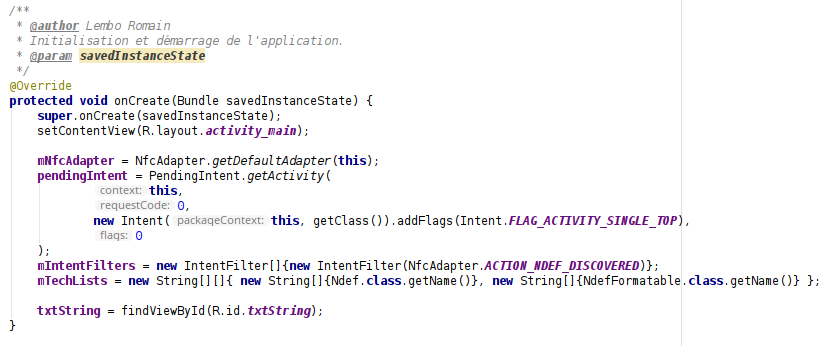 /**
 * @author Lembo Romain
 * Initialisation et démarrage de l'application.
 * @param savedInstanceState
 */
@Override
protected void onCreate(Bundle savedInstanceState) {
    super.onCreate(savedInstanceState);
    setContentView(R.layout.activity_main);

    mNfcAdapter = NfcAdapter.getDefaultAdapter(this);
    pendingIntent = PendingIntent.getActivity(
            context: this,
            requestCode: 0,
            new Intent( packageContext: this, getClass()).addFlags(Intent.FLAG_ACTIVITY_SINGLE_TOP),
            flags: 0
    );
    mIntentFilters = new IntentFilter[]{new IntentFilter(NfcAdapter.ACTION_NDEF_DISCOVERED)};
    mTechLists = new String[][]{ new String[]{Ndef.class.getName()}, new String[]{NdefFormatable.class.getName()} };

    txtString = findViewById(R.id.txtString);
}